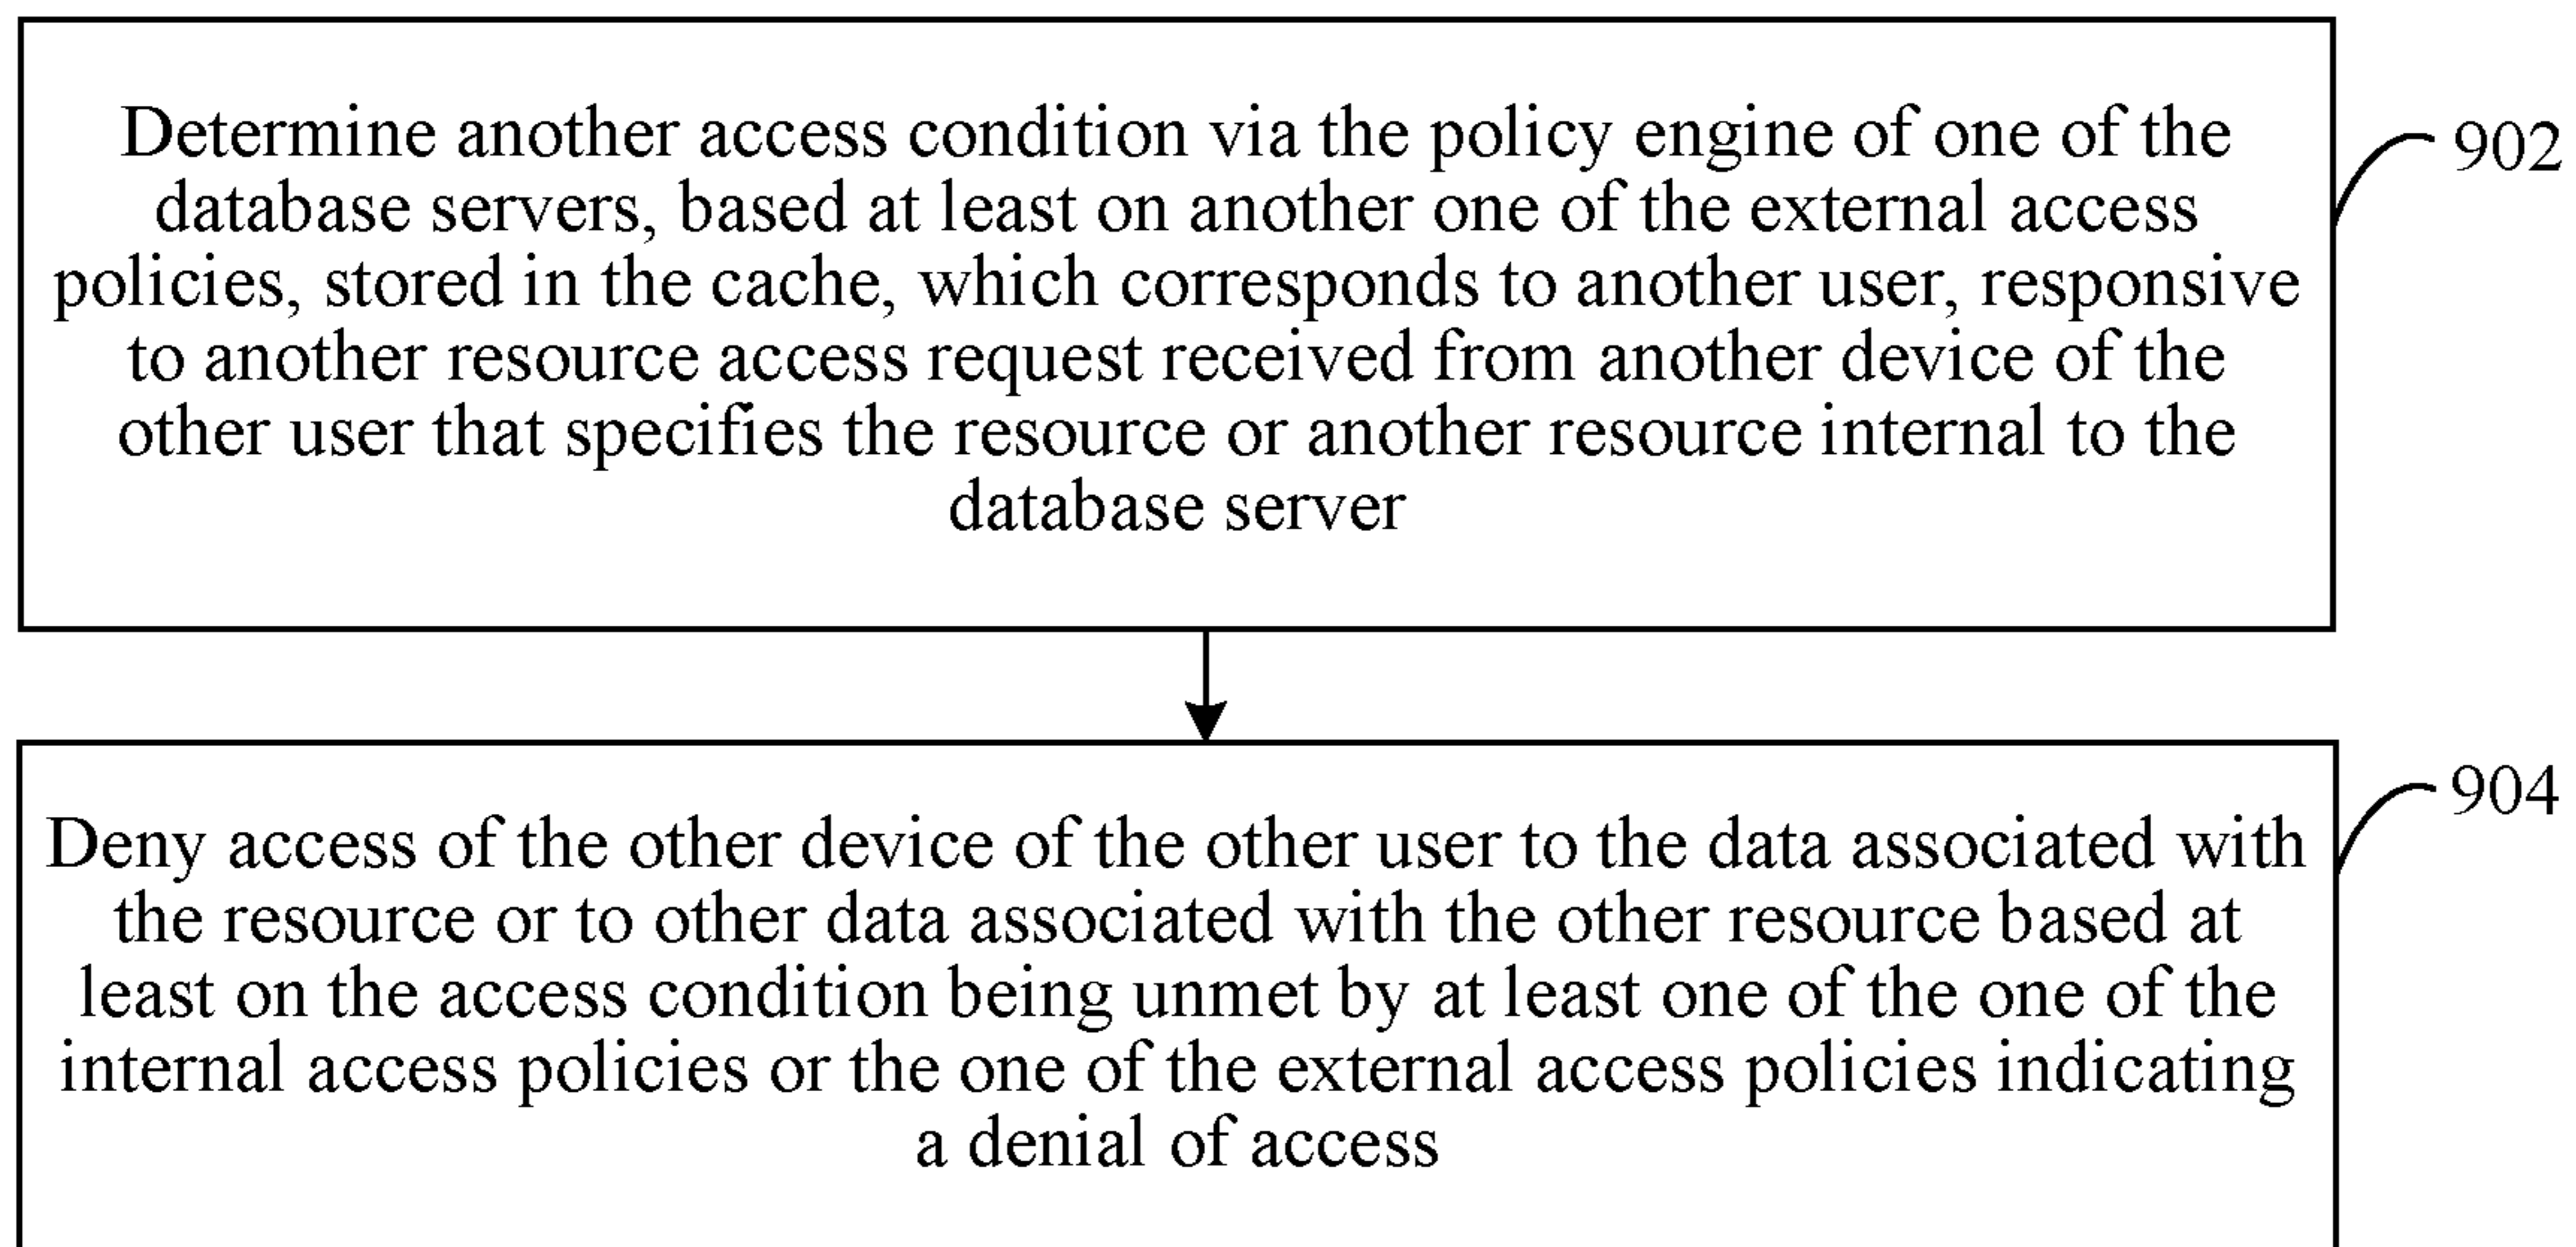 Determine another access condition via the policy engine of one of the
database servers, based at least on another one of the external access
policies, stored in the cache, which corresponds to another user, responsive
to another resource access request received from another device of the
other user that specifies the resource or another resource internal to the
database server
902
Deny access of the other device of the other user to the data associated with
the resource or to other data associated with the other resource based at
least on the access condition being unmet by at least one of the one of the
internal access policies or the one of the external access policies indicating
a denial of access
904